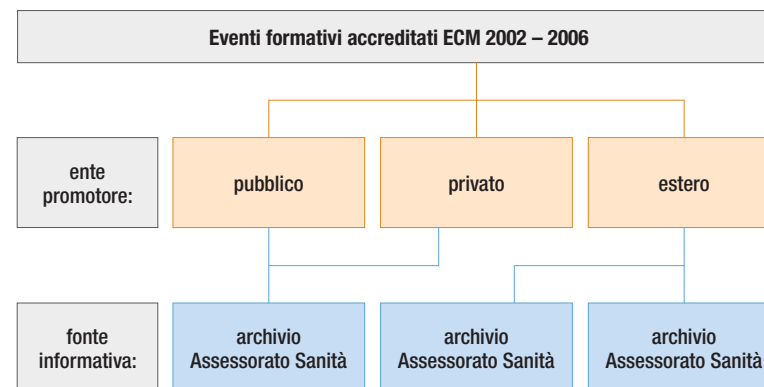 Eventi formativi accreditati ECM 2002 – 2006
ente
promotore:
pubblico
privato
estero
fonte
informativa:
archivio
Assessorato Sanità
archivio
Assessorato Sanità
archivio
Assessorato Sanità